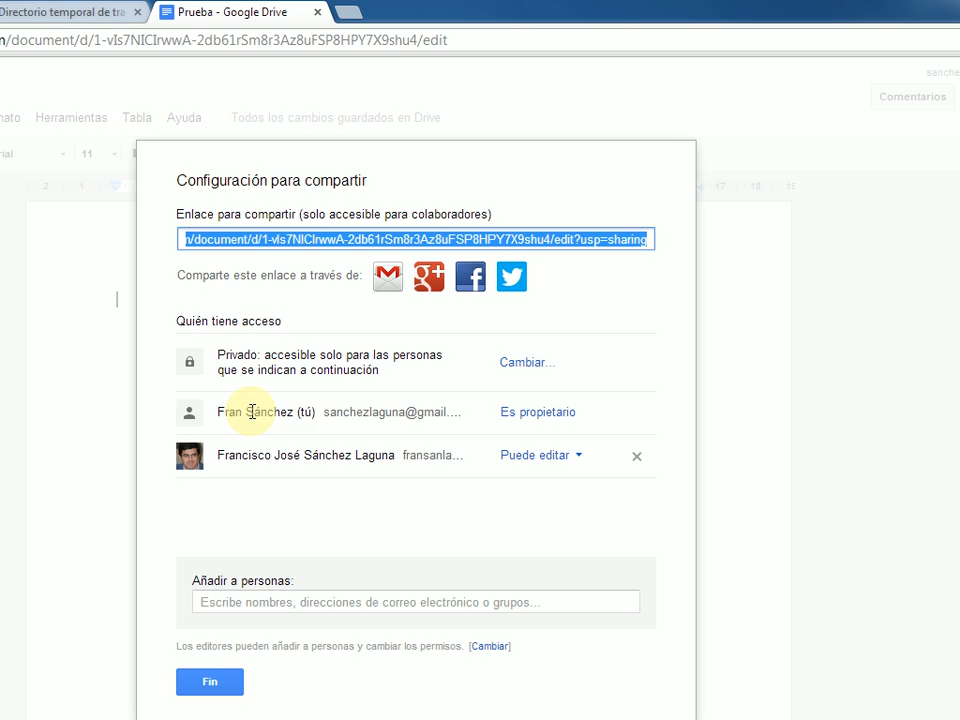 Directorio temporal de tra
Prueba - Google Drive
/document/d/1-vIs7NICIrwwA-2db61rSm8r3Az8uFSP8HPY7X9shu4/edit
sanche
Comentarios
Herramientas Tabla Ayuda Todos los cambios guardados en Drive
11
2 1 17 18 19
Configuración para compartir
Enlace para compartir (solo accesible para colaboradores)
/document/d/1-vIs7NICIrwwA-2db61rSm8r3Az8uFSP8HPY7X9shu4/edit?usp=sharing
Comparte este enlace a través de:
Quién tiene acceso
Privado: accesible solo para las personas
que se indican a continuación
Cambiar...
Fran Sánchez (tú) sanchezlaguna@gmail.... Es propietario
Francisco José Sánchez Laguna fransanla... Puede editar
Añadir a personas:
Escribe nombres, direcciones de correo electrónico o grupos...
Los editores pueden añadir a personas y cambiar los permisos. [Cambiar]
Fin